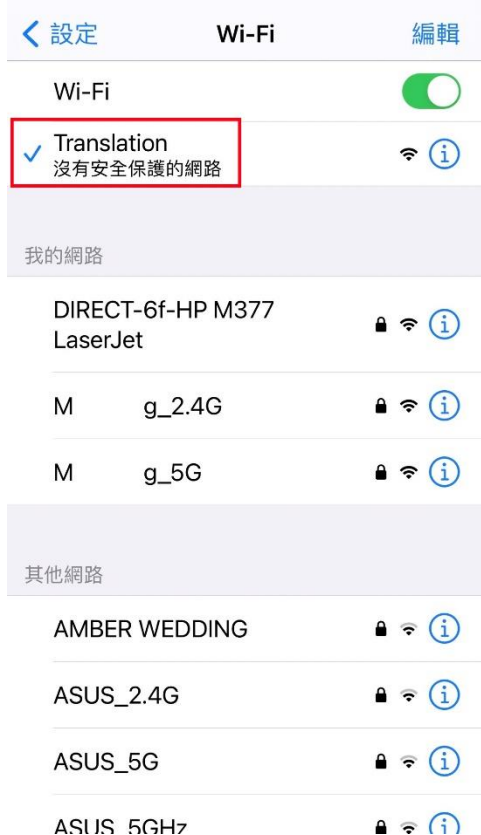 設定 Wi-Fi 編輯
Wi-Fi
Translation
沒有安全保護的網路
我的網路
DIRECT-6f-HP M377
LaserJet
M g_2.4G
M g_5G
其他網路
AMBER WEDDING
ASUS_2.4G
ASUS_5G
ASUS_5GHz